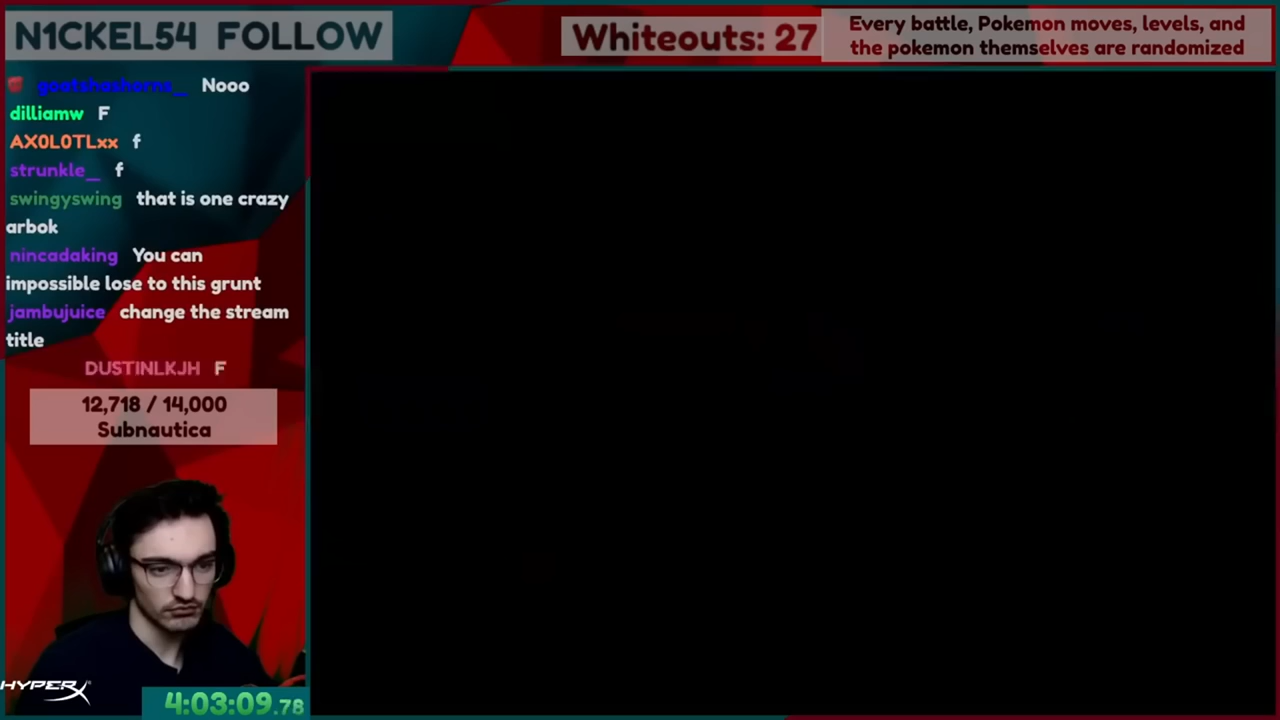 N1CKEL54 FOLLOW
Whiteouts: 27
Every battle, Pokemon moves, levels, and
the pokemon themselves are randomized
goatshashorns_ Nooo
dilliamw F
AX0L0TLxx f
strunkle_ f
swingyswing that is one crazy
arbok
nincadaking You can
impossible lose to this grunt
jambujuice change the stream
title
DUSTINLKJH F
12,718 / 14,000
Subnautica
HYPERX
4:03:09.78